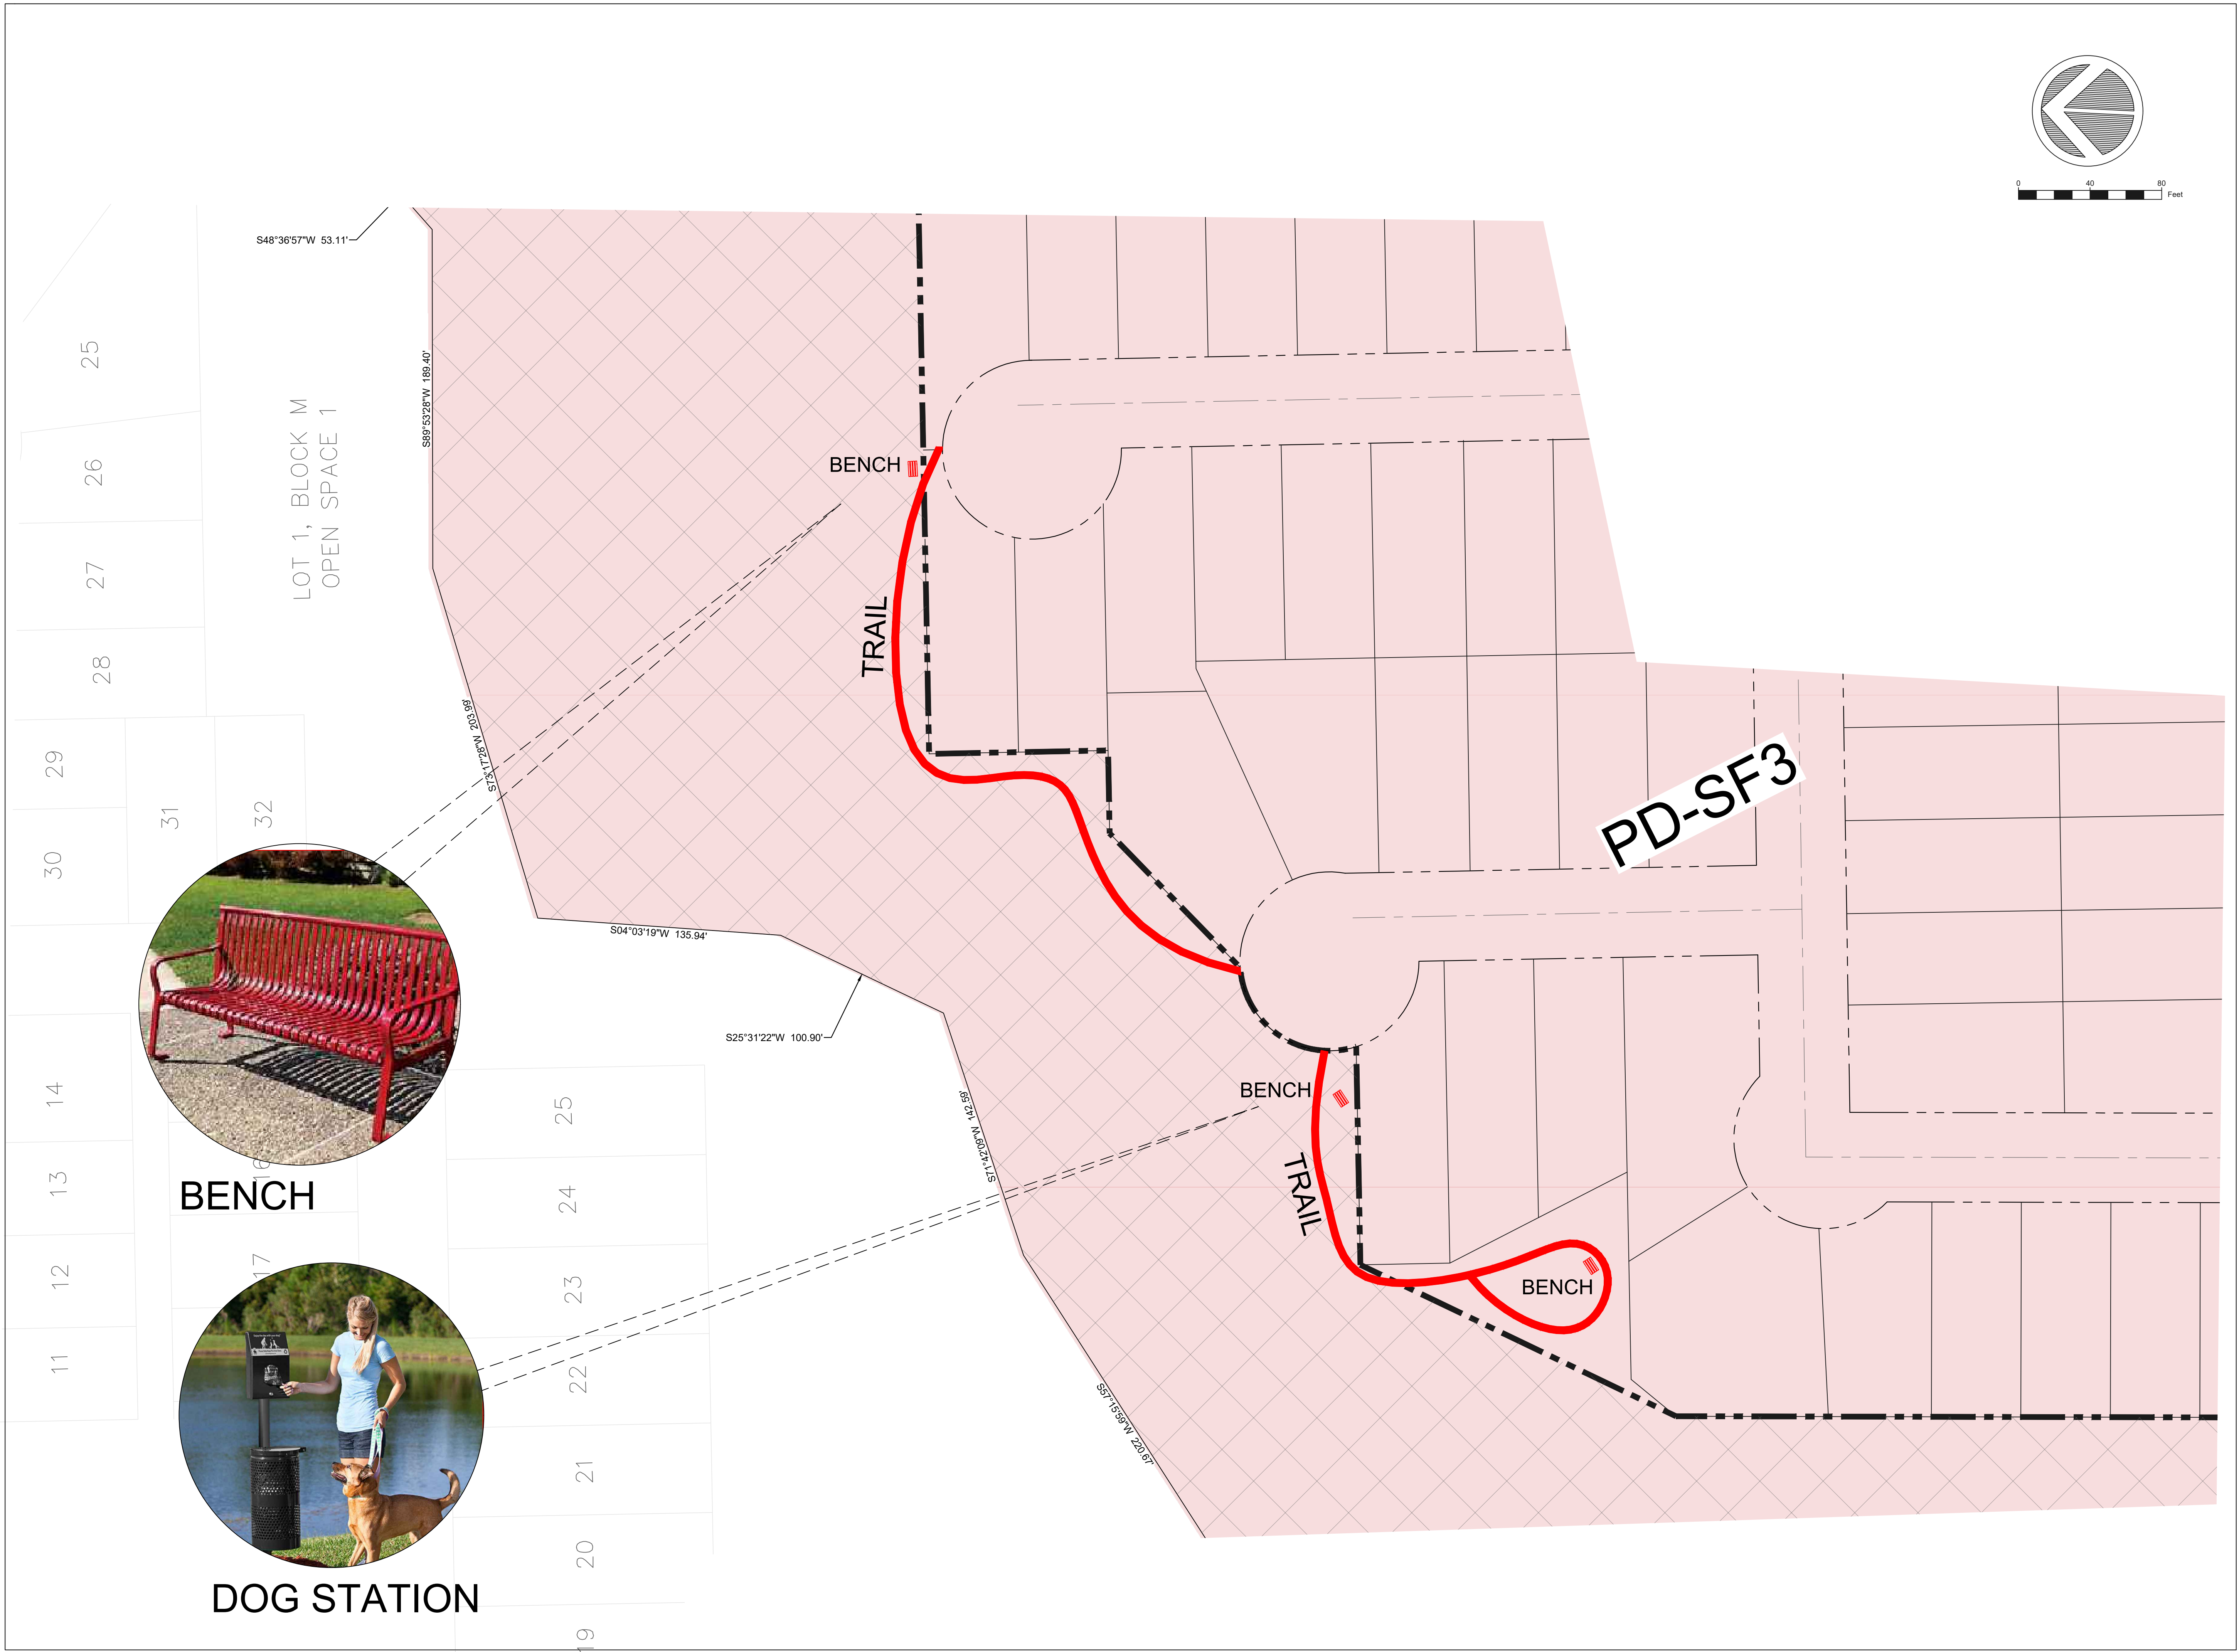 0 40 80
Feet
S48°36'57"W 53.11'
S89°53'28"W 189.40'
S73°17'28"W 203.99'
S04°03'19"W 135.94'
S25°31'22"W 100.90'
S71°42'09"W 142.59'
S57°15'59"W 220.67'
LOT 1, BLOCK M
OPEN SPACE 1
25
26
27
28
29
30
31
32
14
13
12
11
16
17
25
24
23
22
21
20
19
BENCH
TRAIL
PD-SF3
BENCH
TRAIL
BENCH
BENCH
DOG STATION